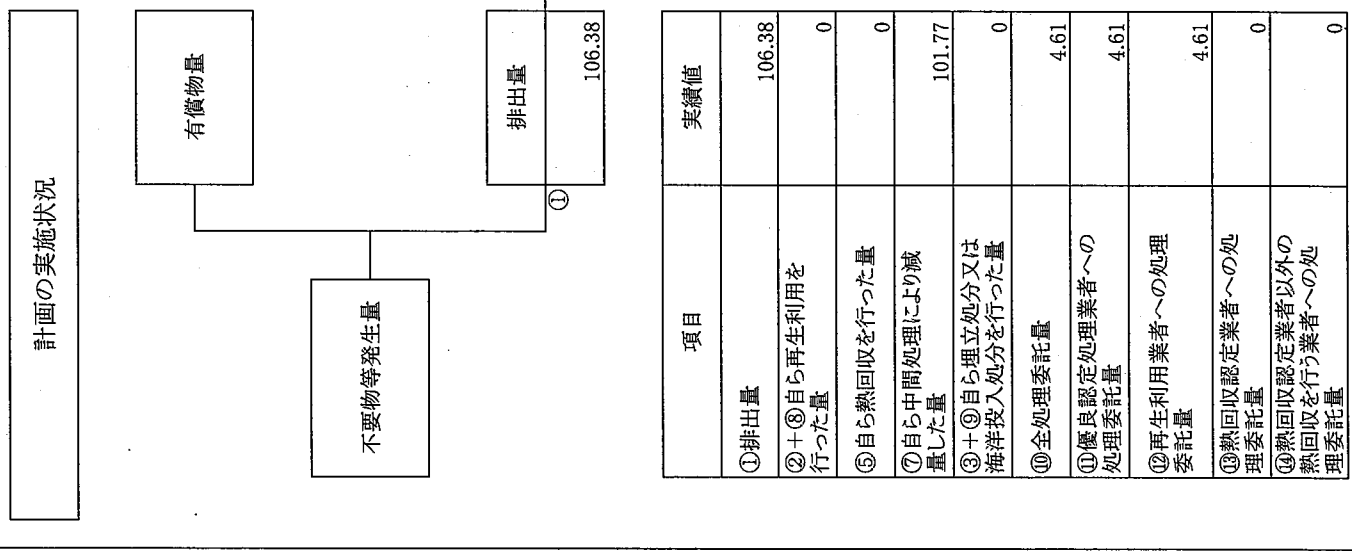 計画の実施状況
有償物量
不要物等発生量
排出量
①
106.38
項目
実績値
①排出量
106.38
②+⑧自ら再生利用を
行った量
0
⑤自ら熱回収を行った量
0
⑦自ら中間処理により減
量した量
101.77
③+⑨自ら埋立処分又は
海洋投入処分を行った量
0
⑩全処理委託量
4.61
⑪優良認定処理業者への
処理委託量
4.61
⑫再生利用業者への処理
委託量
4.61
⑬熱回収認定業者への処
理委託量
0
⑭熱回収認定業者以外の
熱回収を行う業者への処
理委託量
0